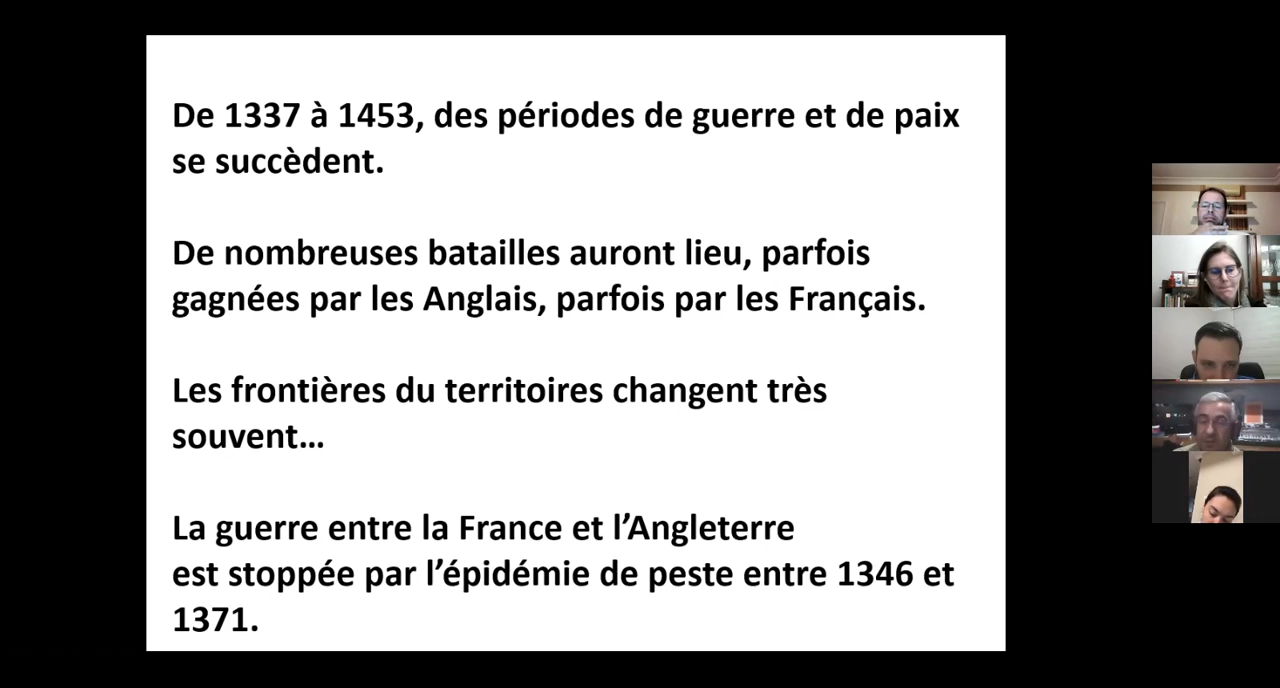 De 1337 à 1453, des périodes de guerre et de paix
se succèdent.
De nombreuses batailles auront lieu, parfois
gagnées par les Anglais, parfois par les Français.
Les frontières du territoires changent très
souvent…
La guerre entre la France et l’Angleterre
est stoppée par l’épidémie de peste entre 1346 et
1371.